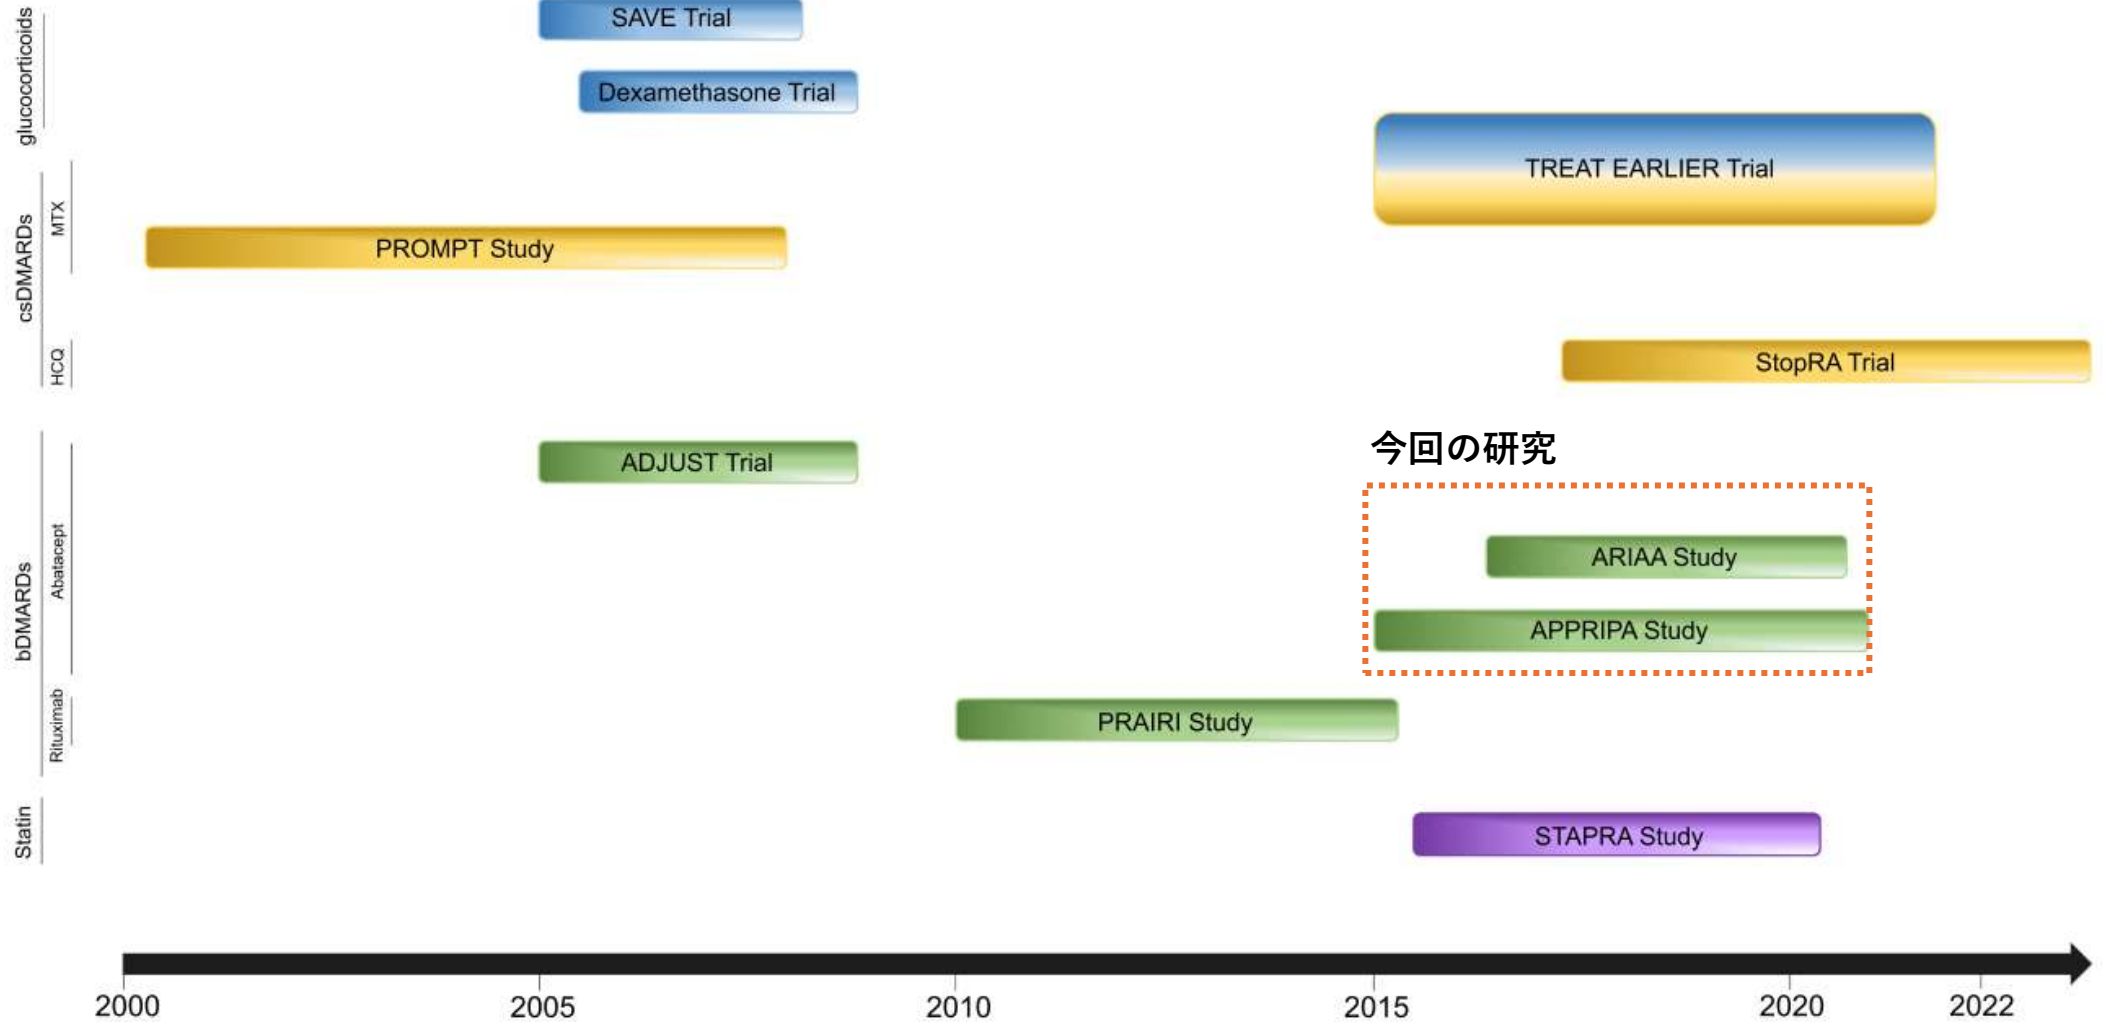 glucocorticoids
SAVE Trial
Dexamethasone Trial
TREAT EARLIER Trial
csDMARDs
MTX
PROMPT Study
HCQ
StopRA Trial
今回の研究
bDMARDs
Abatacept
ADJUST Trial
ARIAA Study
APPRIPA Study
Rituximab
PRAIRI Study
Statin
STAPRA Study
2000 2005 2010 2015 2020 2022